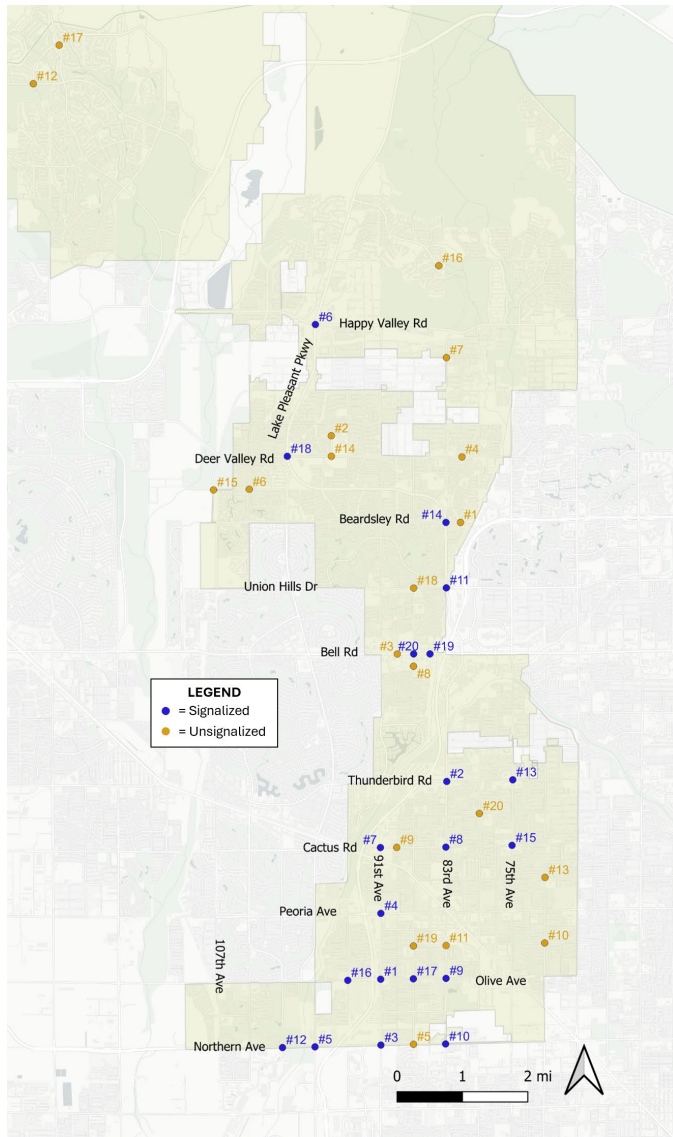 #17
#12
#16
#6
Happy Valley Rd
#7
Lake Pleasant Pkwy
#2
#18
#14
#4
Deer Valley Rd
#15
#6
Beardsley Rd
#14
#1
Union Hills Dr
#18
#11
Bell Rd
#3
#20
#19
#8
LEGEND
= Signalized
= Unsignalized
Thunderbird Rd
#2
#13
#20
Cactus Rd
#7
#9
#8
#15
91st Ave
83rd Ave
75th Ave
#13
Peoria Ave
#4
107th Ave
#19
#11
#10
#16
#1
#17
#9
Olive Ave
Northern Ave
#12
#5
#3
#5
#10
0 1 2 mi